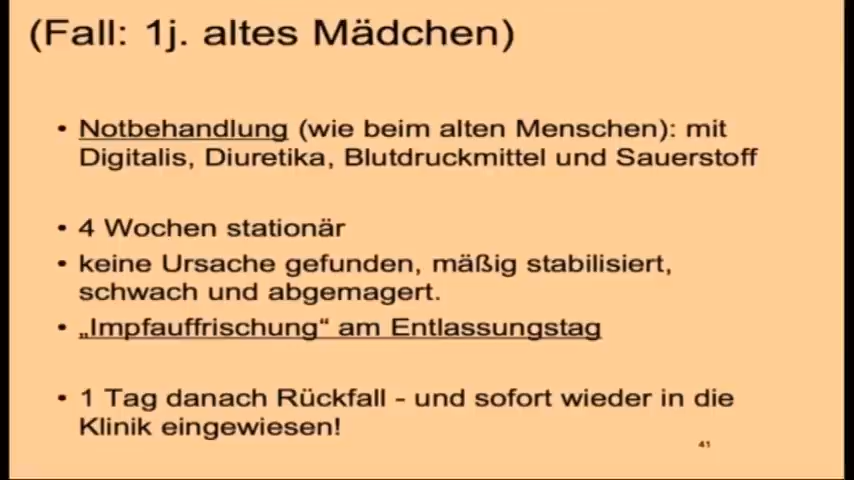 (Fall: 1j. altes Mädchen)
• Notbehandlung (wie beim alten Menschen): mit
Digitalis, Diuretika, Blutdruckmittel und Sauerstoff
• 4 Wochen stationär
• keine Ursache gefunden, mäßig stabilisiert,
schwach und abgemagert.
• „Impfauffrischung“ am Entlassungstag
• 1 Tag danach Rückfall - und sofort wieder in die
Klinik eingewiesen!
41